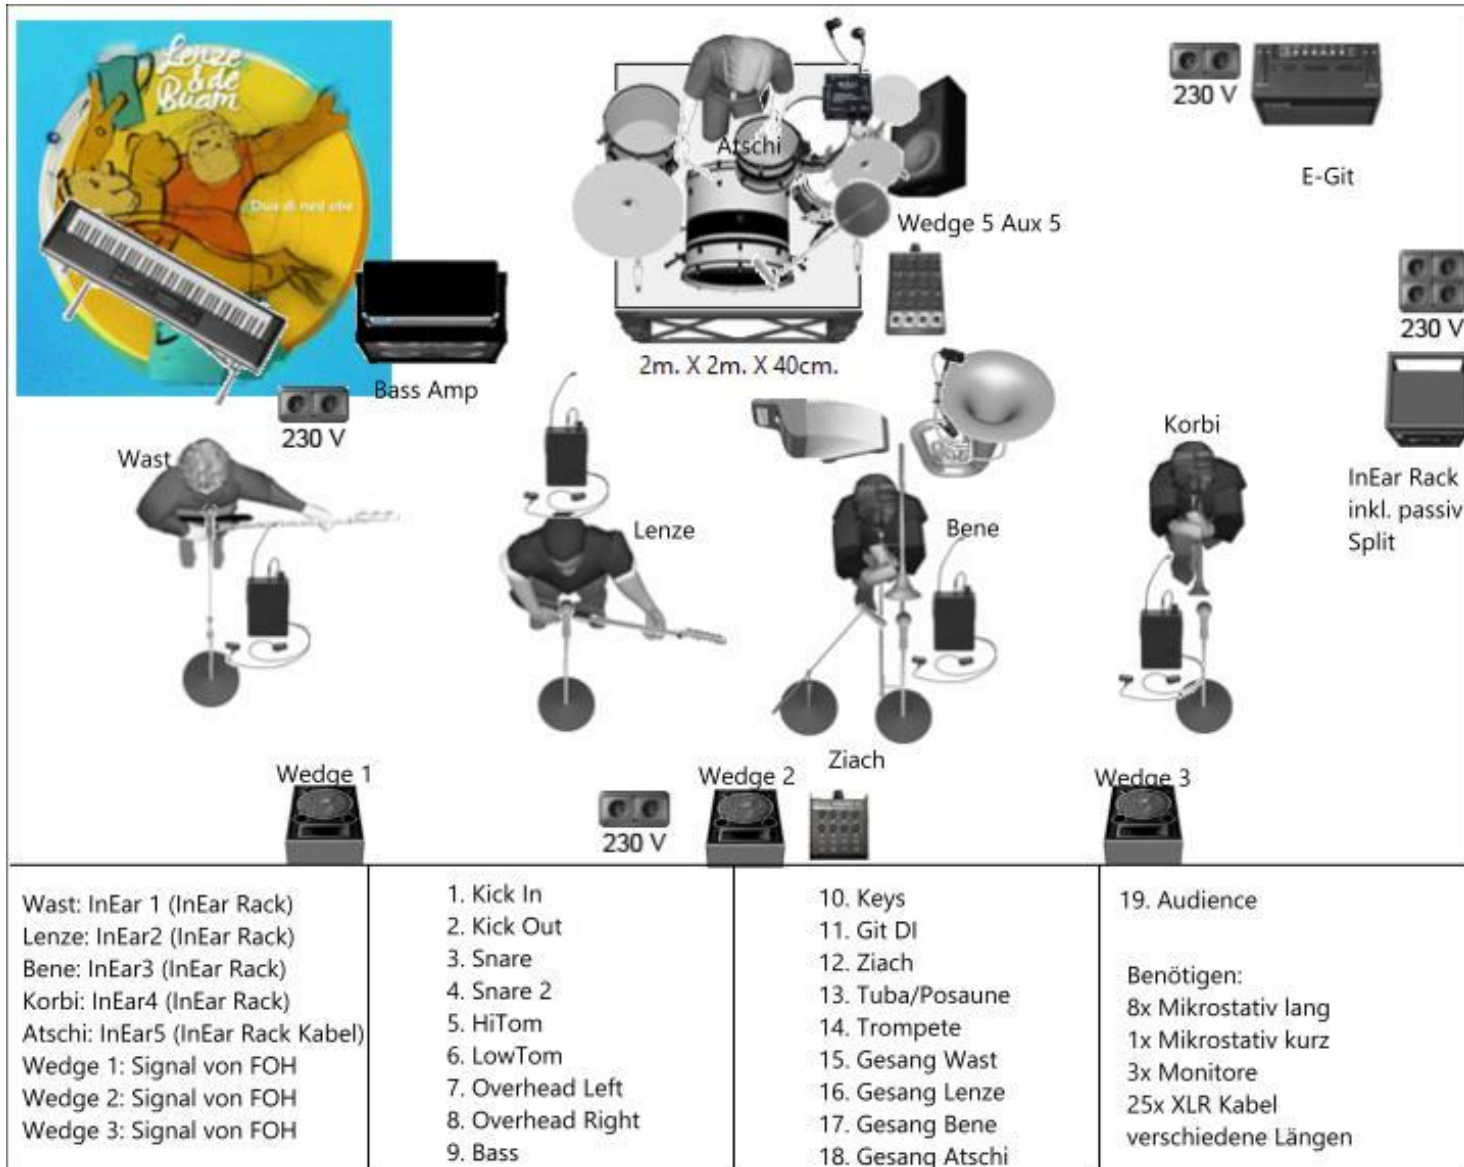 Lenze
& de
Buam
Dua di ned obe
Atschi
230 V
E-Git
Wedge 5 Aux 5
230 V
2m. X 2m. X 40cm.
Bass Amp
230 V
Wast
Lenze
Bene
Korbi
InEar Rack
inkl. passiv
Split
Ziach
Wedge 1
Wedge 2
Wedge 3
230 V
Wast: InEar 1 (InEar Rack)
Lenze: InEar2 (InEar Rack)
Bene: InEar3 (InEar Rack)
Korbi: InEar4 (InEar Rack)
Atschi: InEar5 (InEar Rack Kabel)
Wedge 1: Signal von FOH
Wedge 2: Signal von FOH
Wedge 3: Signal von FOH
1. Kick In
2. Kick Out
3. Snare
4. Snare 2
5. HiTom
6. LowTom
7. Overhead Left
8. Overhead Right
9. Bass
10. Keys
11. Git DI
12. Ziach
13. Tuba/Posaune
14. Trompete
15. Gesang Wast
16. Gesang Lenze
17. Gesang Bene
18. Gesang Atschi
19. Audience
Benötigen:
8x Mikrostativ lang
1x Mikrostativ kurz
3x Monitore
25x XLR Kabel
verschiedene Längen